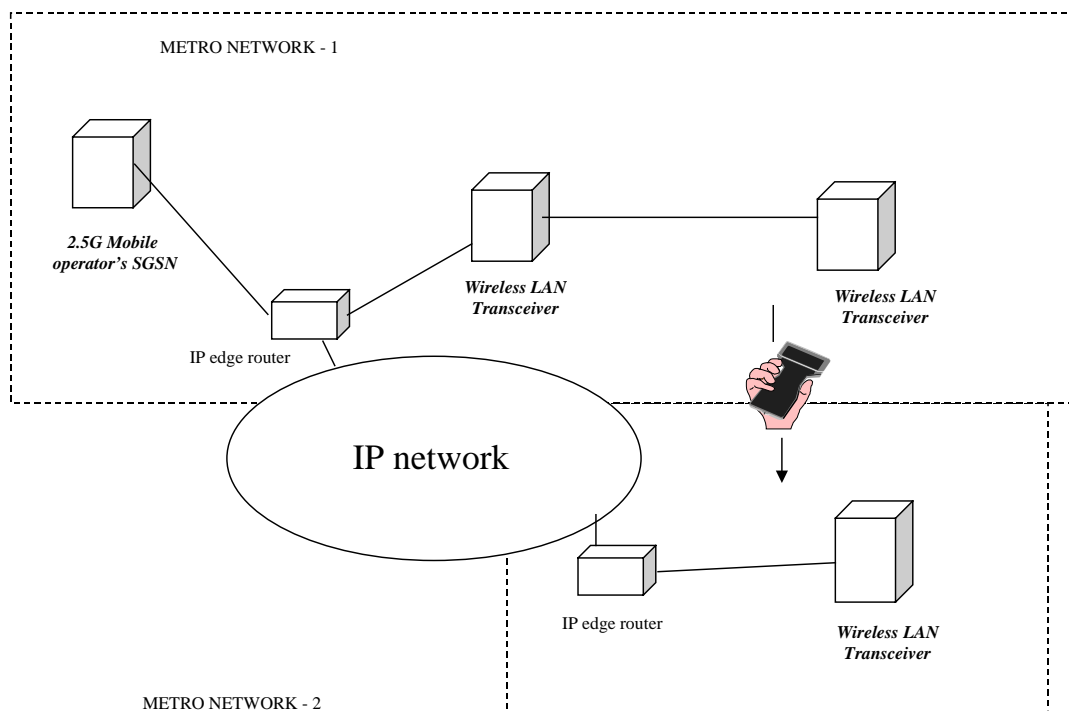 METRO NETWORK - 1
2.5G Mobile
operator's SGSN
Wireless LAN
Transceiver
Wireless LAN
Transceiver
IP edge router
IP network
IP edge router
Wireless LAN
Transceiver
METRO NETWORK - 2